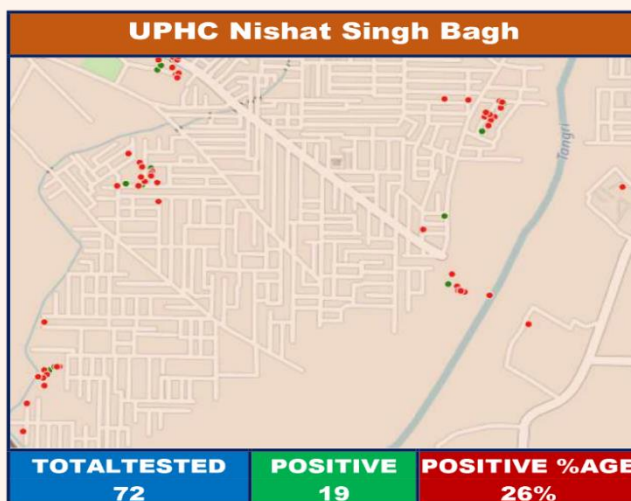 UPHC Nishat Singh Bagh
Tangri
TOTALTESTED
72
POSITIVE
19
POSITIVE %AGE
26%